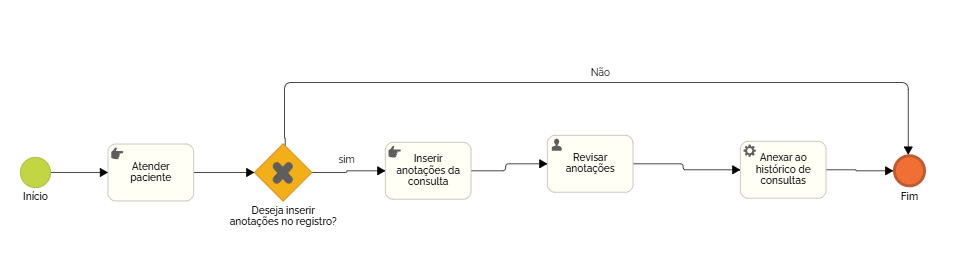 Não
Início
Atender
paciente
Deseja inserir
anotações no registro?
sim
Inserir
anotações da
consulta
Revisar
anotações
Anexar ao
histórico de
consultas
Fim